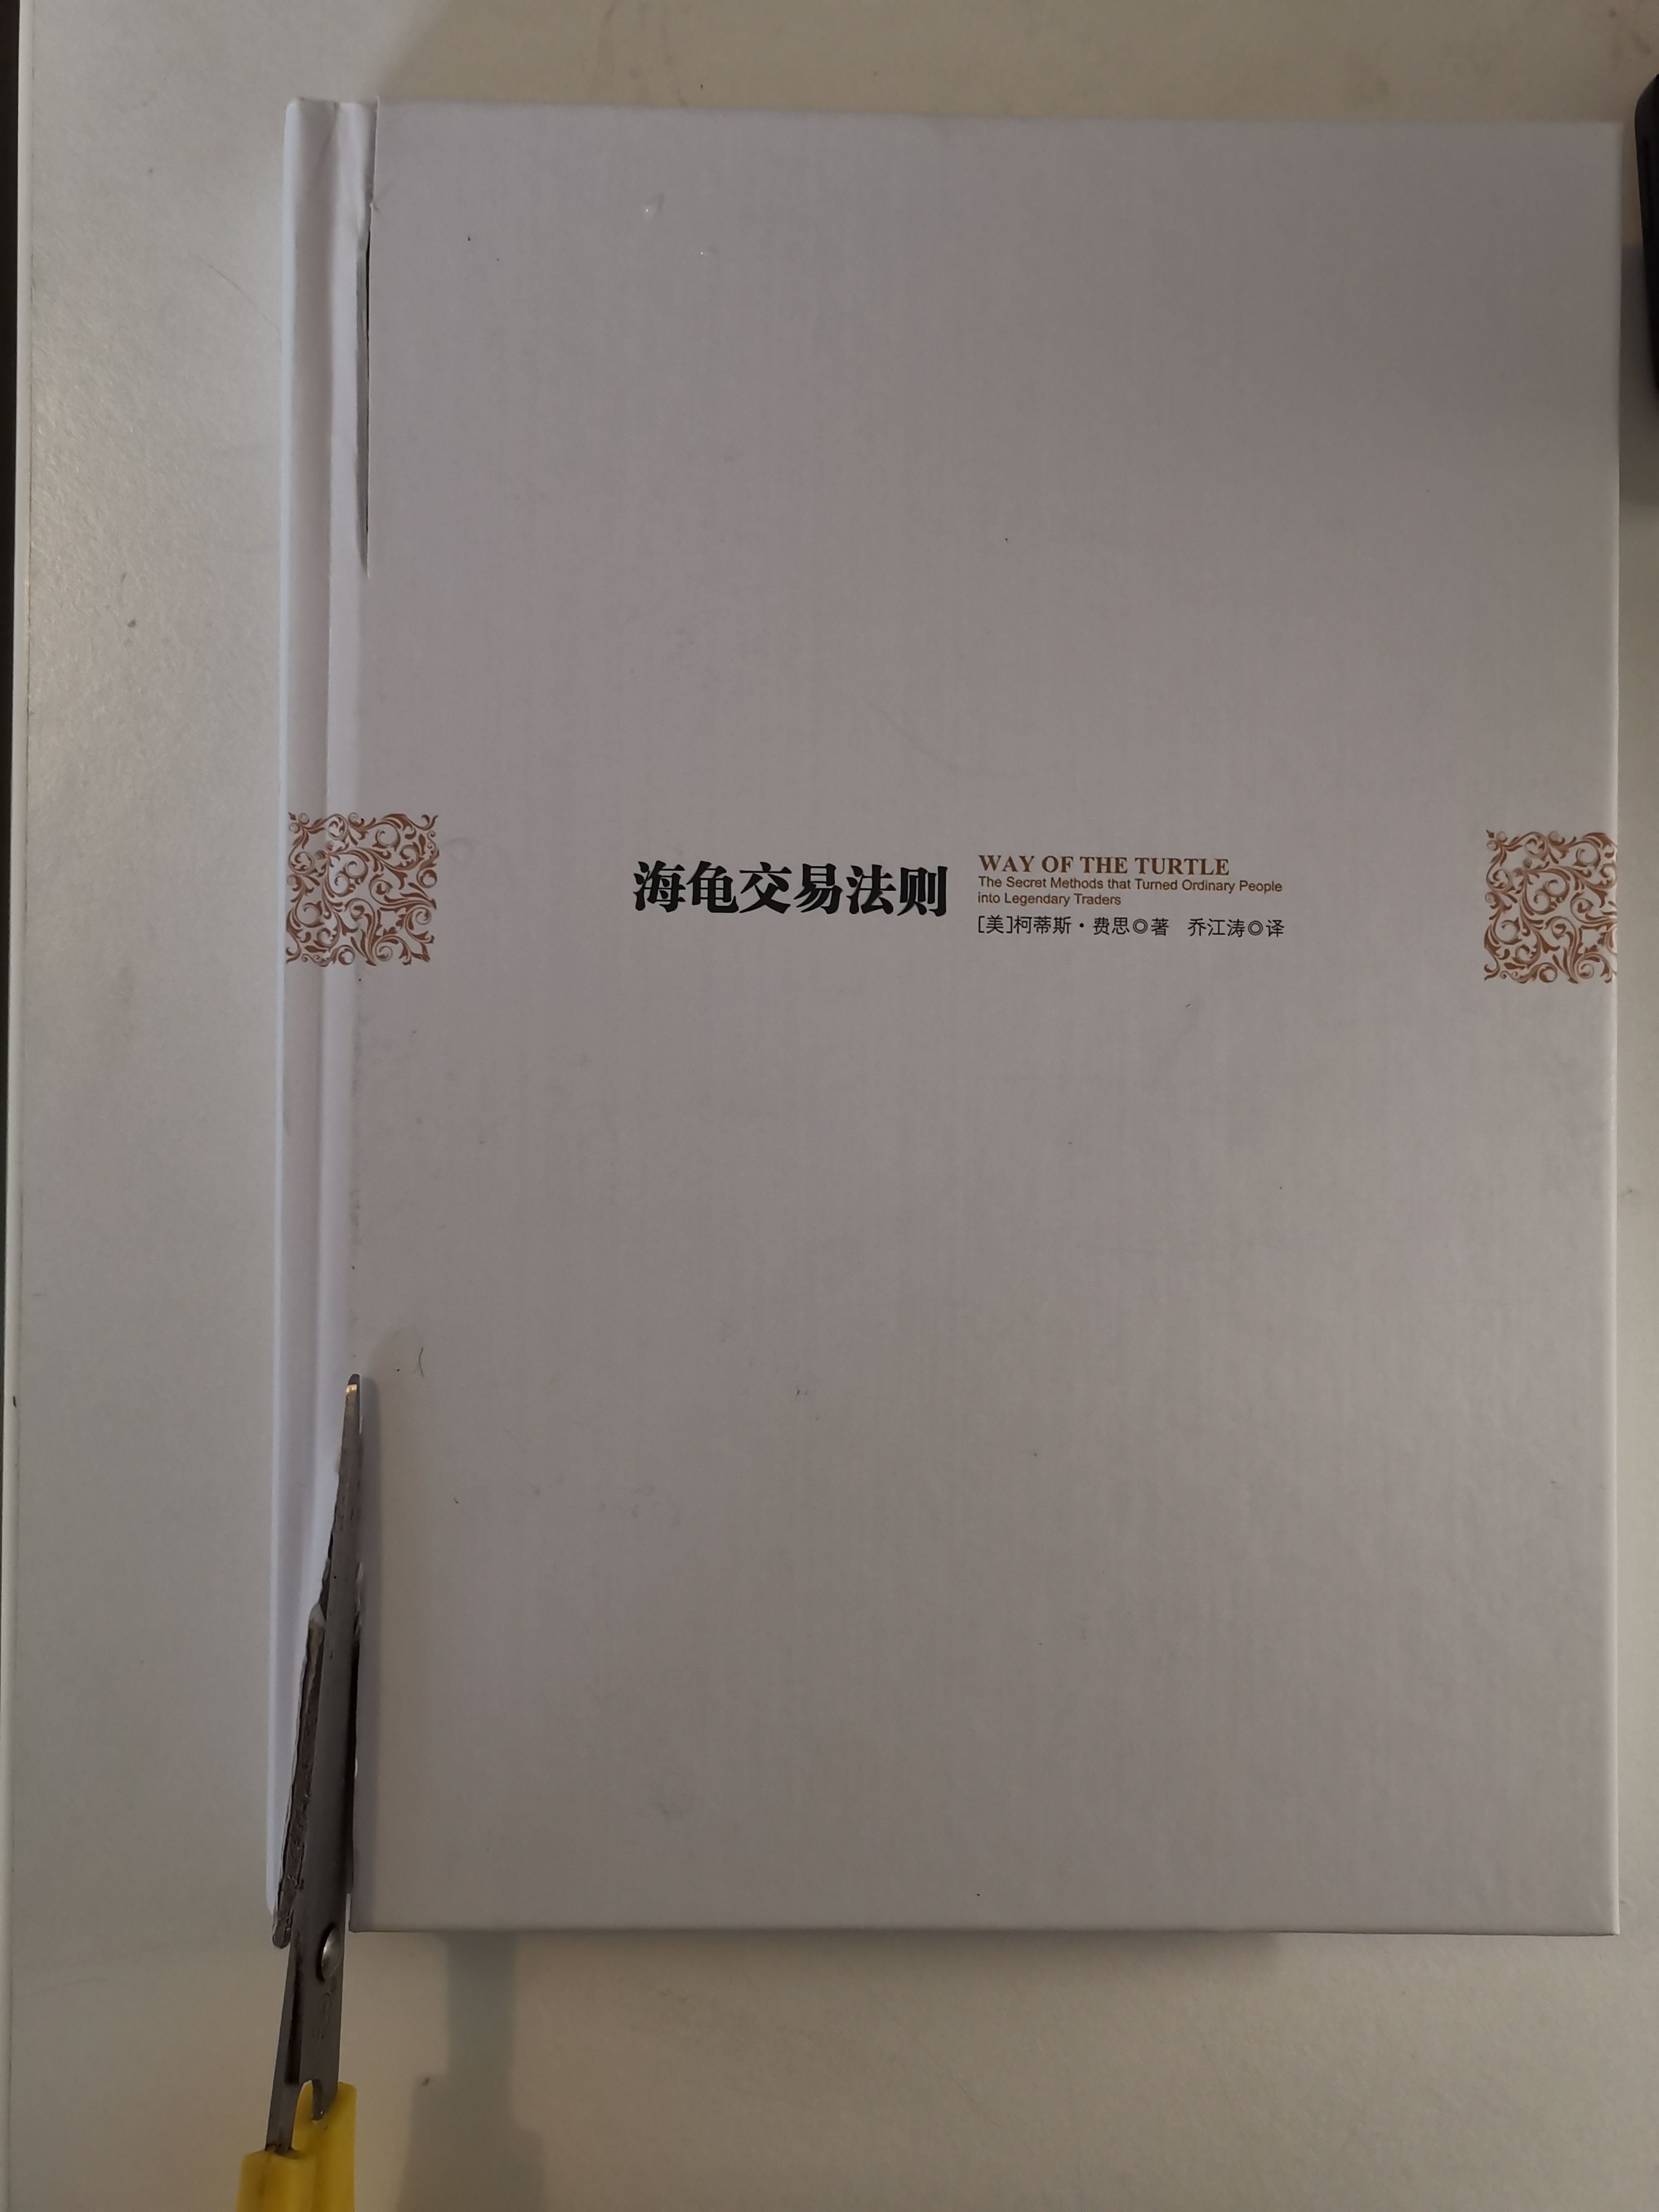 海龟交易法则
WAY OF THE TURTLE
The Secret Methods that Turned Ordinary People
into Legendary Traders
[美]柯蒂斯·费思◎著 乔江涛◎译